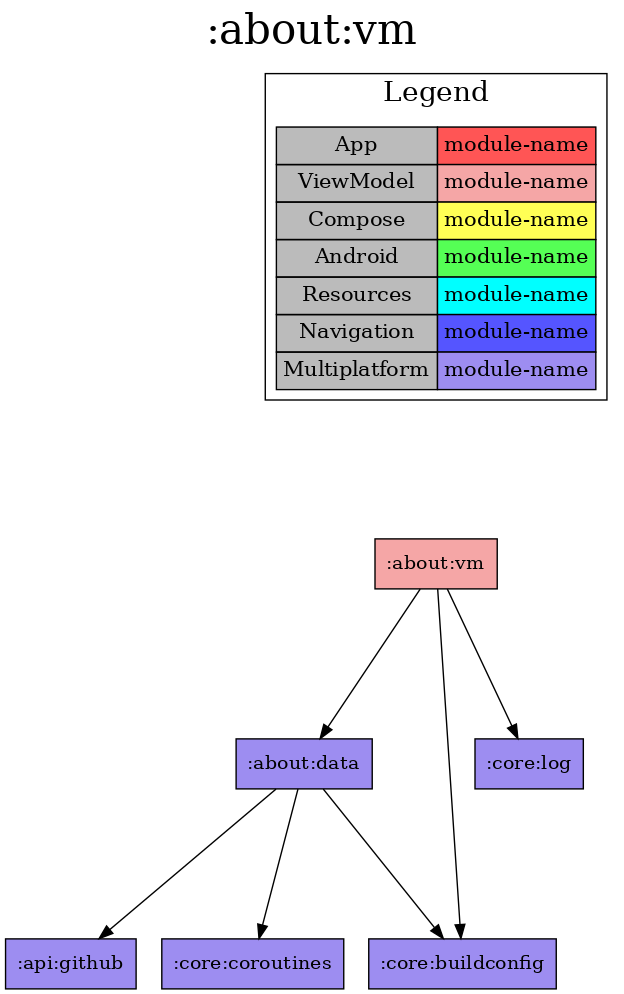 :about:vm
Legend
App module-name
ViewModel module-name
Compose module-name
Android module-name
Resources module-name
Navigation module-name
Multiplatform module-name
:about:vm
:about:data :core:log
:api:github :core:coroutines :core:buildconfig